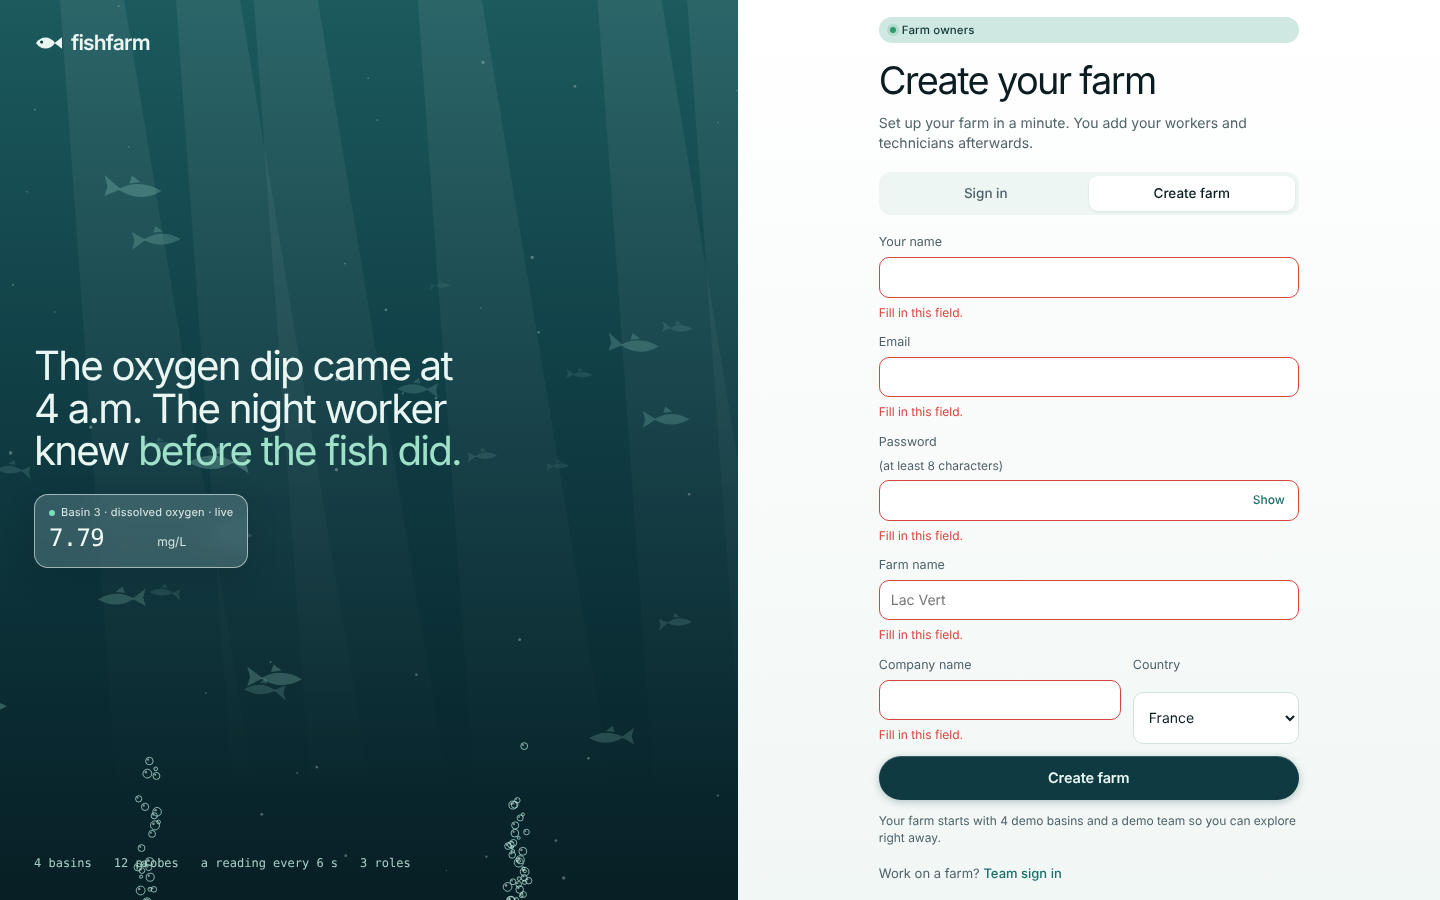 fishfarm
The oxygen dip came at
4 a.m. The night worker
knew before the fish did.
Basin 3 · dissolved oxygen · live
7.79 mg/L
4 basins 12 probes a reading every 6 s 3 roles
Farm owners
Create your farm
Set up your farm in a minute. You add your workers and
technicians afterwards.
Sign in
Create farm
Your name
Fill in this field.
Email
Fill in this field.
Password
(at least 8 characters)
Show
Fill in this field.
Farm name
Lac Vert
Fill in this field.
Company name
Fill in this field.
Country
France
Create farm
Your farm starts with 4 demo basins and a demo team so you can explore
right away.
Work on a farm? Team sign in